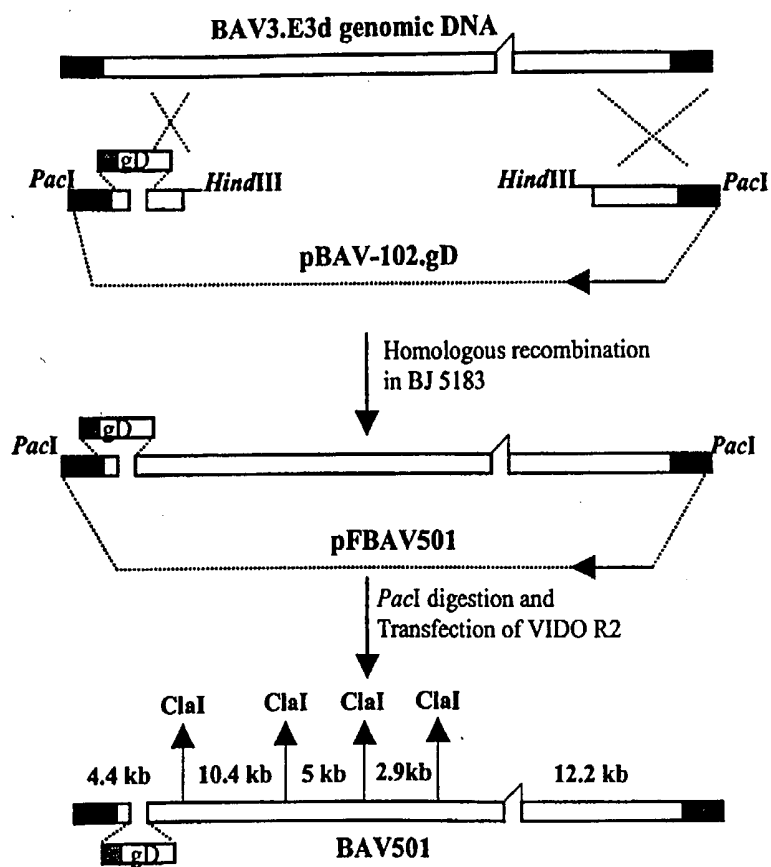 BAV3.E3d genomic DNA
gD
PacI HindIII HindIII PacI
pBAV-102.gD
Homologous recombination
in BJ 5183
gD
PacI PacI
pFBAV501
PacI digestion and
Transfection of VIDO R2
ClaI ClaI ClaI ClaI
4.4 kb 10.4 kb 5 kb 2.9kb 12.2 kb
gD BAV501